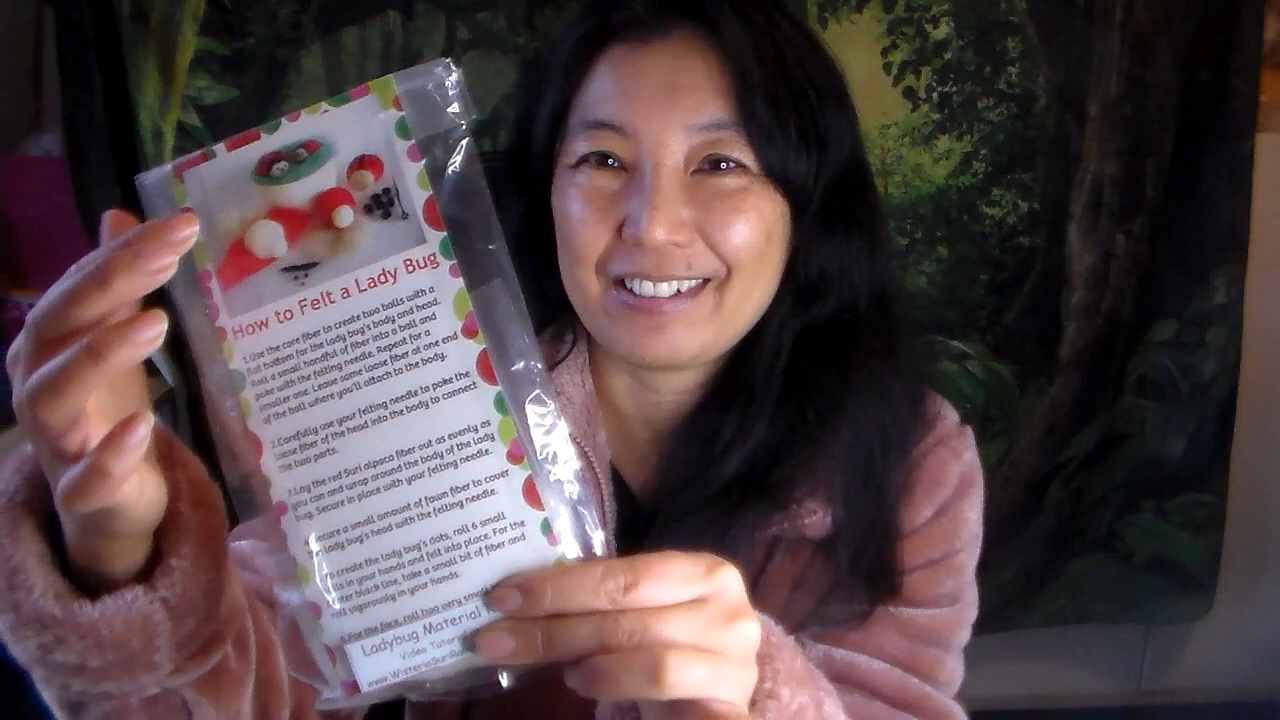 How to Felt a Lady Bug
1.Use the core fiber to create two balls with a
flat bottom for the lady bug's body and head.
Roll a small handful of fiber into a ball and
poke with the felting needle. Repeat for a
smaller one. Leave some loose fiber at one end
of the ball where you'll attach to the body.
2.Carefully use your felting needle to poke the
loose fiber of the head into the body to connect
the two parts.
3.Lay the red Suri alpaca fiber out as evenly as
you can and wrap around the body of the lady
bug. Secure in place with your felting needle.
ecure a small amount of fawn fiber to cover
lady bug's head with the felting needle.
o create the lady bug's dots, roll 6 small
lls in your hands and felt into place. For the
nter black line, take a small bit of fiber and
roll vigorously in your hands.
6.For the face, roll two very small
Ladybug Material
Video Tutor
www.WisteriaSuriRa